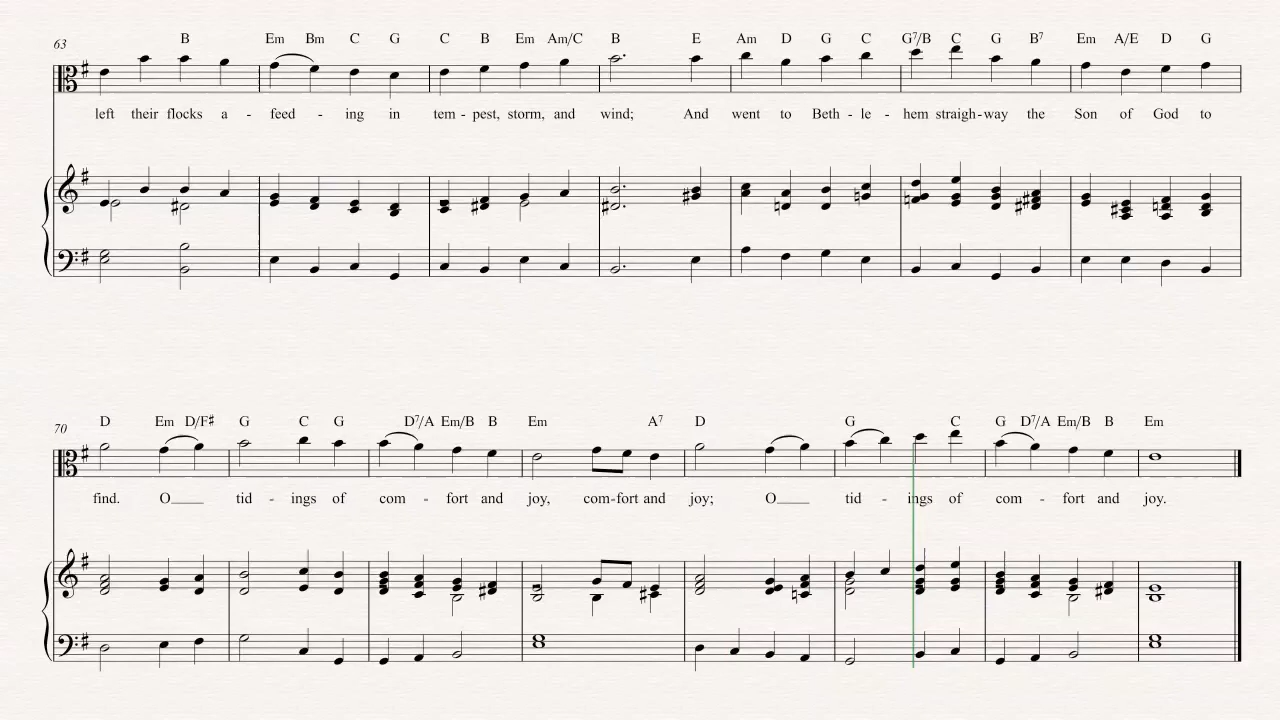 63
B Em Bm C G C B Em Am/C B E Am D G C G7/B C G B7 Em A/E D G
left their flocks a - feed - ing in tem - pest, storm, and wind; And went to Beth - le - hem straigh - way the Son of God to
70
D Em D/F♯ G C G D7/A Em/B B Em A7 D G C G D7/A Em/B B Em
find. O tid - ings of com - fort and joy, com - fort and joy; O tid - ings of com - fort and joy.